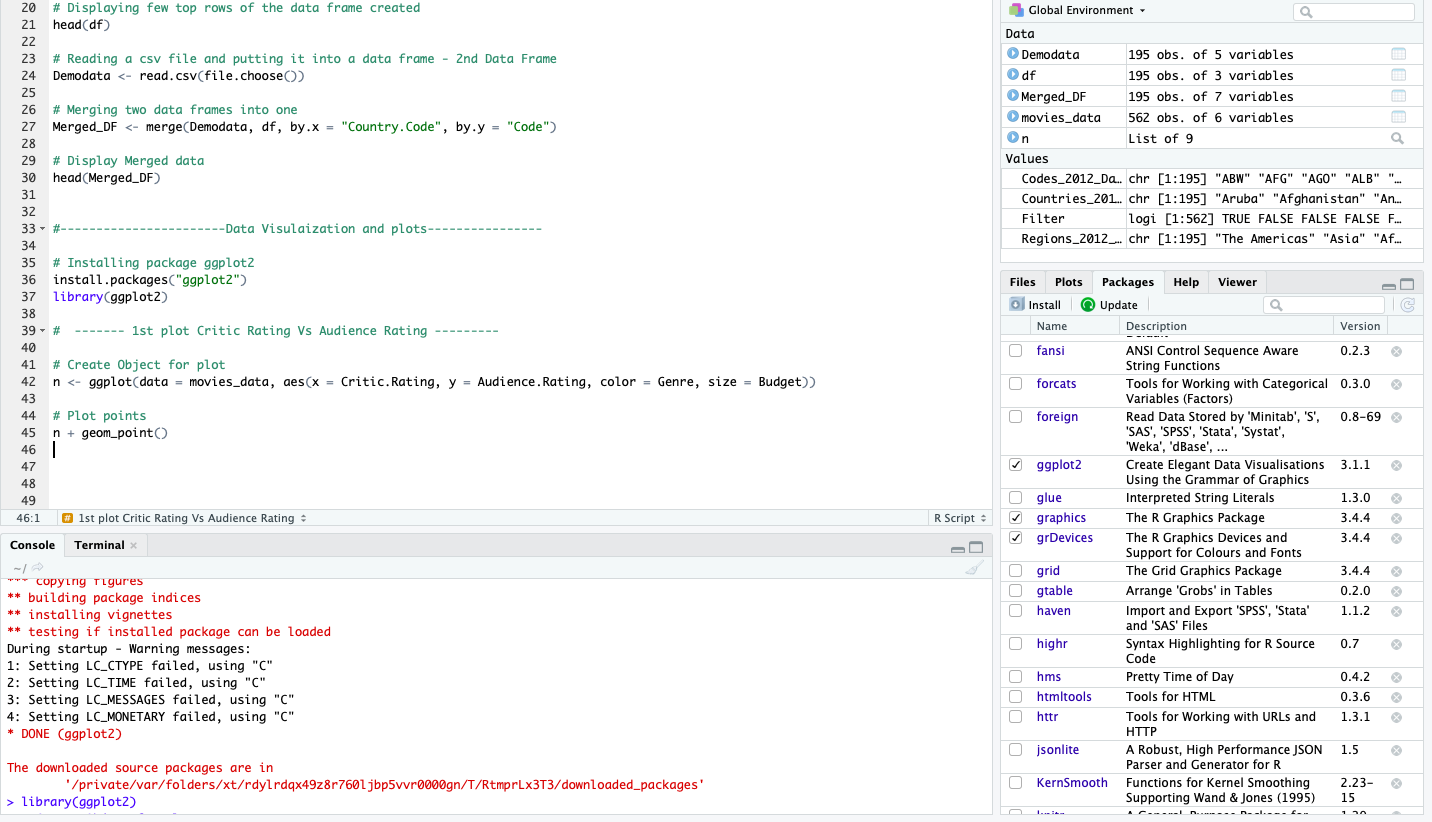 20 # Displaying few top rows of the data frame created
21 head(df)
22
23 # Reading a csv file and putting it into a data frame - 2nd Data Frame
24 Demodata <- read.csv(file.choose())
25
26 # Merging two data frames into one
27 Merged_DF <- merge(Demodata, df, by.x = "Country.Code", by.y = "Code")
28
29 # Display Merged data
30 head(Merged_DF)
31
32
33 #-----------------------Data Visulaization and plots----------------
34
35 # Installing package ggplot2
36 install.packages("ggplot2")
37 library(ggplot2)
38
39 #  ------- 1st plot Critic Rating Vs Audience Rating ---------
40
41 # Create Object for plot
42 n <- ggplot(data = movies_data, aes(x = Critic.Rating, y = Audience.Rating, color = Genre, size = Budget))
43
44 # Plot points
45 n + geom_point()
46
47
48
49
46:1 # 1st plot Critic Rating Vs Audience Rating R Script
Console Terminal
~/
*** copying figures
** building package indices
** installing vignettes
** testing if installed package can be loaded
During startup - Warning messages:
1: Setting LC_CTYPE failed, using "C"
2: Setting LC_TIME failed, using "C"
3: Setting LC_MESSAGES failed, using "C"
4: Setting LC_MONETARY failed, using "C"
* DONE (ggplot2)
The downloaded source packages are in
'/private/var/folders/xt/rdylrdqx49z8r760ljbp5vvr0000gn/T/RtmprLx3T3/downloaded_packages'
> library(ggplot2)
Global Environment
Data
Demodata 195 obs. of 5 variables
df 195 obs. of 3 variables
Merged_DF 195 obs. of 7 variables
movies_data 562 obs. of 6 variables
n List of 9
Values
Codes_2012_Da… chr [1:195] "ABW" "AFG" "AGO" "ALB" "…
Countries_201… chr [1:195] "Aruba" "Afghanistan" "An…
Filter logi [1:562] TRUE FALSE FALSE FALSE F…
Regions_2012_… chr [1:195] "The Americas" "Asia" "Af…
Files Plots Packages Help Viewer
Install Update
Name Description Version
fansi ANSI Control Sequence Aware 0.2.3
String Functions
forcats Tools for Working with Categorical 0.3.0
Variables (Factors)
foreign Read Data Stored by 'Minitab', 'S', 0.8-69
'SAS', 'SPSS', 'Stata', 'Systat',
'Weka', 'dBase', ...
ggplot2 Create Elegant Data Visualisations 3.1.1
Using the Grammar of Graphics
glue Interpreted String Literals 1.3.0
graphics The R Graphics Package 3.4.4
grDevices The R Graphics Devices and 3.4.4
Support for Colours and Fonts
grid The Grid Graphics Package 3.4.4
gtable Arrange 'Grobs' in Tables 0.2.0
haven Import and Export 'SPSS', 'Stata' 1.1.2
and 'SAS' Files
highr Syntax Highlighting for R Source 0.7
Code
hms Pretty Time of Day 0.4.2
htmltools Tools for HTML 0.3.6
httr Tools for Working with URLs and 1.3.1
HTTP
jsonlite A Robust, High Performance JSON 1.5
Parser and Generator for R
KernSmooth Functions for Kernel Smoothing 2.23-
Supporting Wand & Jones (1995) 15